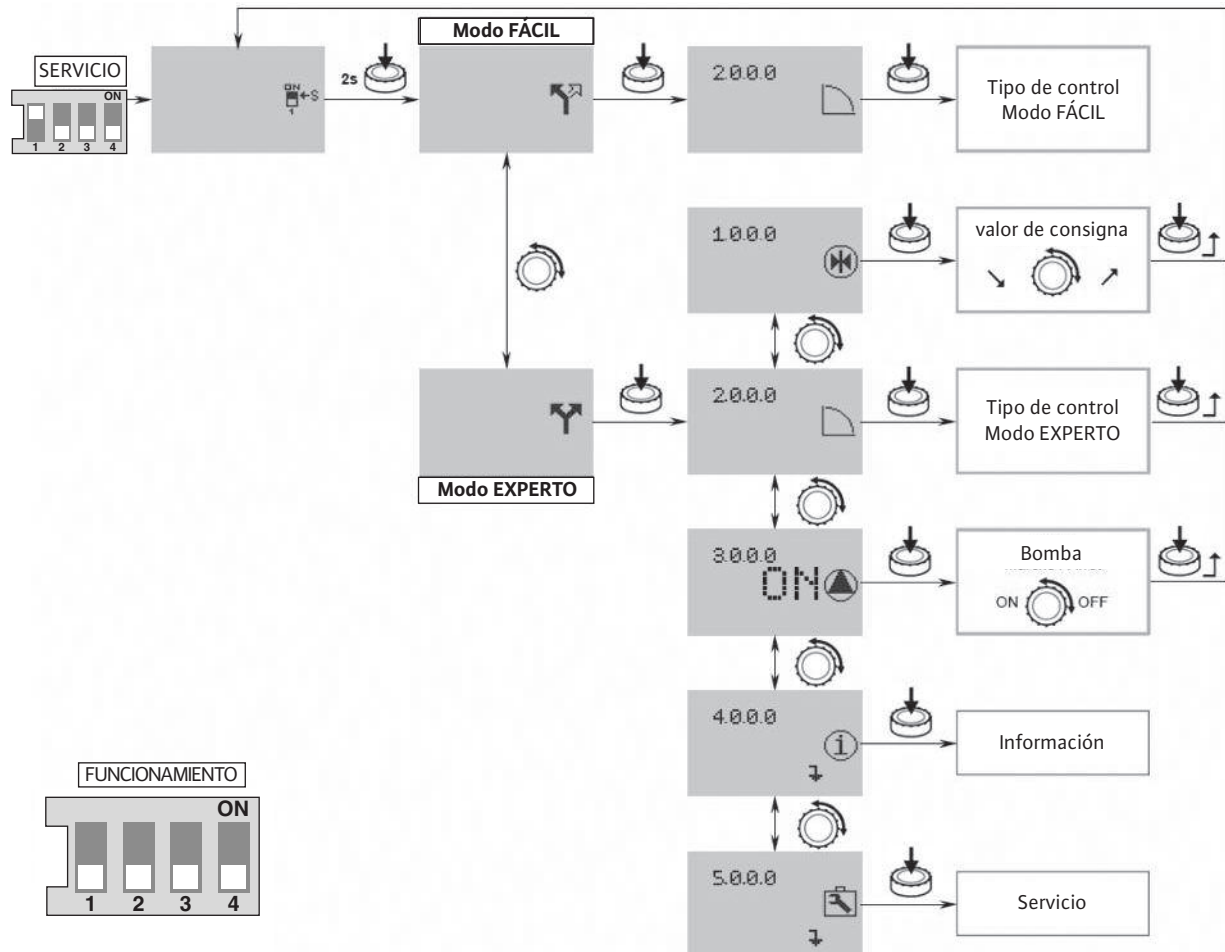 Modo FÁCIL
SERVICIO
ON
1 2 3 4
ON
←S
1
2s
2.0.0.0
Tipo de control
Modo FÁCIL
1.0.0.0
valor de consigna
Modo EXPERTO
2.0.0.0
Tipo de control
Modo EXPERTO
3.0.0.0
ON
Bomba
ON OFF
4.0.0.0
i
Información
FUNCIONAMIENTO
ON
1 2 3 4
5.0.0.0
Servicio